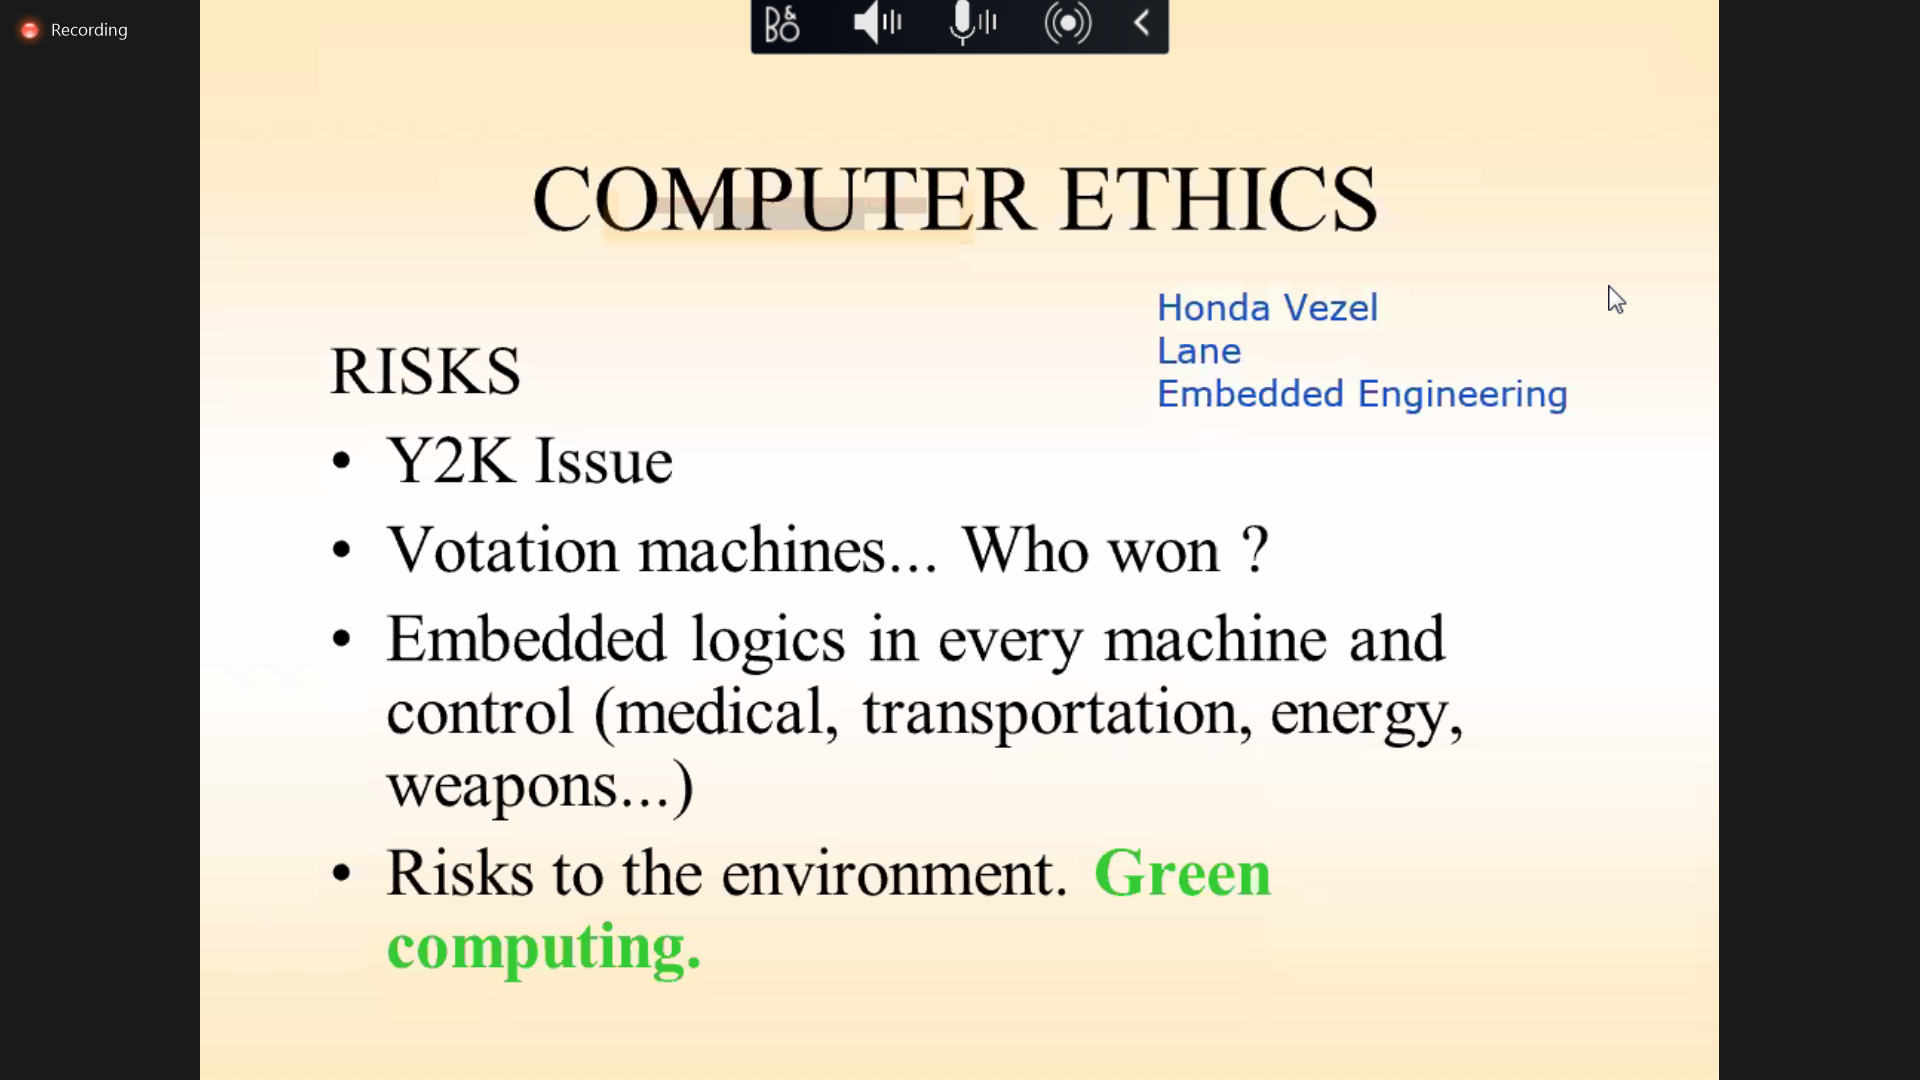 Recording
B&O
COMPUTER ETHICS
Honda Vezel
Lane
Embedded Engineering
RISKS
• Y2K Issue
• Votation machines... Who won ?
• Embedded logics in every machine and
control (medical, transportation, energy,
weapons...)
• Risks to the environment. Green
computing.